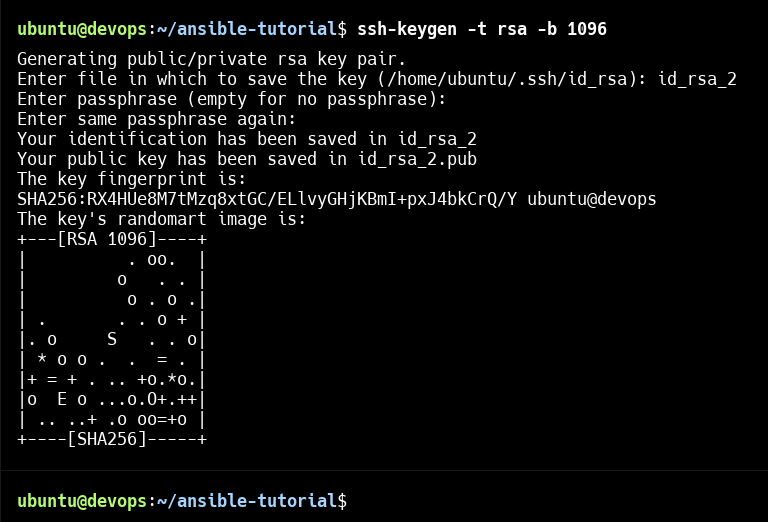 ubuntu@devops:~/ansible-tutorial$ ssh-keygen -t rsa -b 1096
Generating public/private rsa key pair.
Enter file in which to save the key (/home/ubuntu/.ssh/id_rsa): id_rsa_2
Enter passphrase (empty for no passphrase):
Enter same passphrase again:
Your identification has been saved in id_rsa_2
Your public key has been saved in id_rsa_2.pub
The key fingerprint is:
SHA256:RX4HUe8M7tMzq8xtGC/ELlvyGHjKBmI+pxJ4bkCrQ/Y ubuntu@devops
The key's randomart image is:
+---[RSA 1096]----+
|          . oo.  |
|         o   . . |
|          o . o .|
| .       . . o + |
|. o     S   . . o|
| * o o .  .  = . |
|+ = + . .. +o.*o.|
|o  E o ...o.O+.++|
| .. ..+ .o oo=+o |
+----[SHA256]-----+
ubuntu@devops:~/ansible-tutorial$